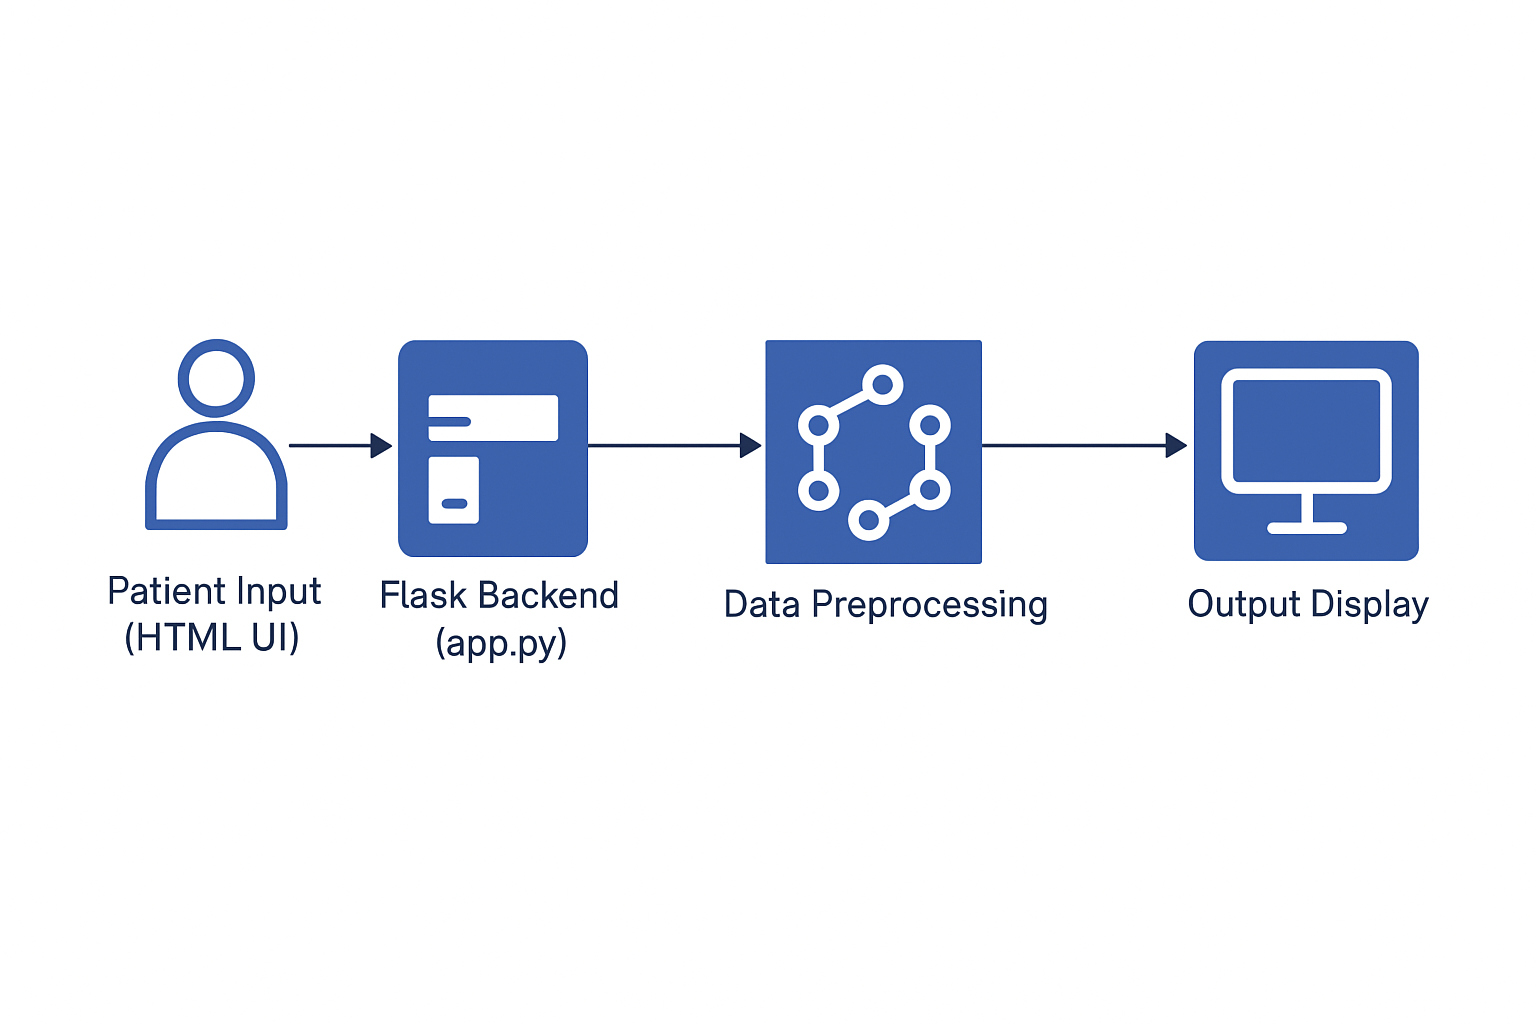 Patient Input
(HTML UI)
Flask Backend
(app.py)
Data Preprocessing
Output Display